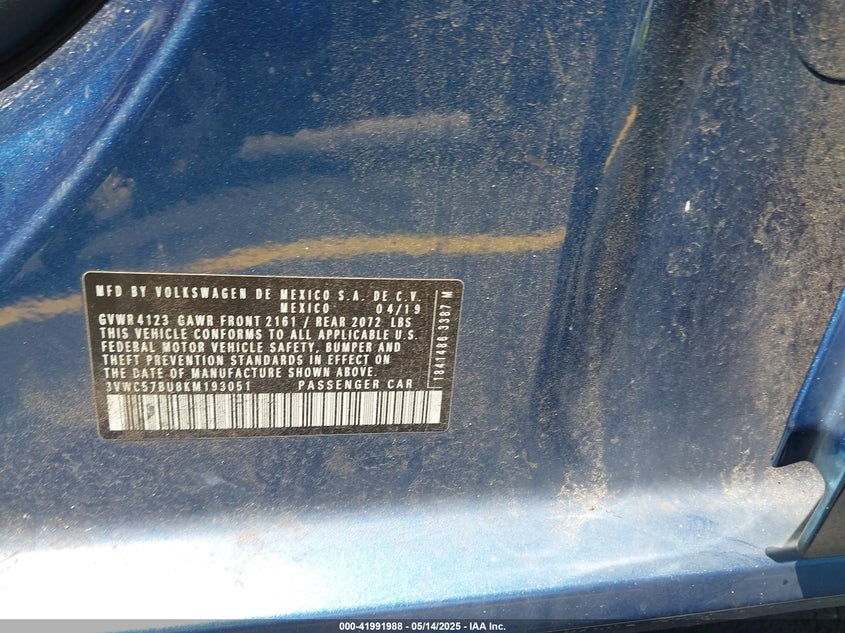 MFD BY VOLKSWAGEN DE MEXICO S.A. DE C.V.
MEXICO 04/19
GVWR 4123 GAWR FRONT 2161 / REAR 2072 LBS
THIS VEHICLE CONFORMS TO ALL APPLICABLE U.S.
FEDERAL MOTOR VEHICLE SAFETY, BUMPER AND
THEFT PREVENTION STANDARDS IN EFFECT ON
THE DATE OF MANUFACTURE SHOWN ABOVE
3VWC57BU8KM193051 PASSENGER CAR
1841486 3387 M
000-41991988 - 05/14/2025 - IAA Inc.